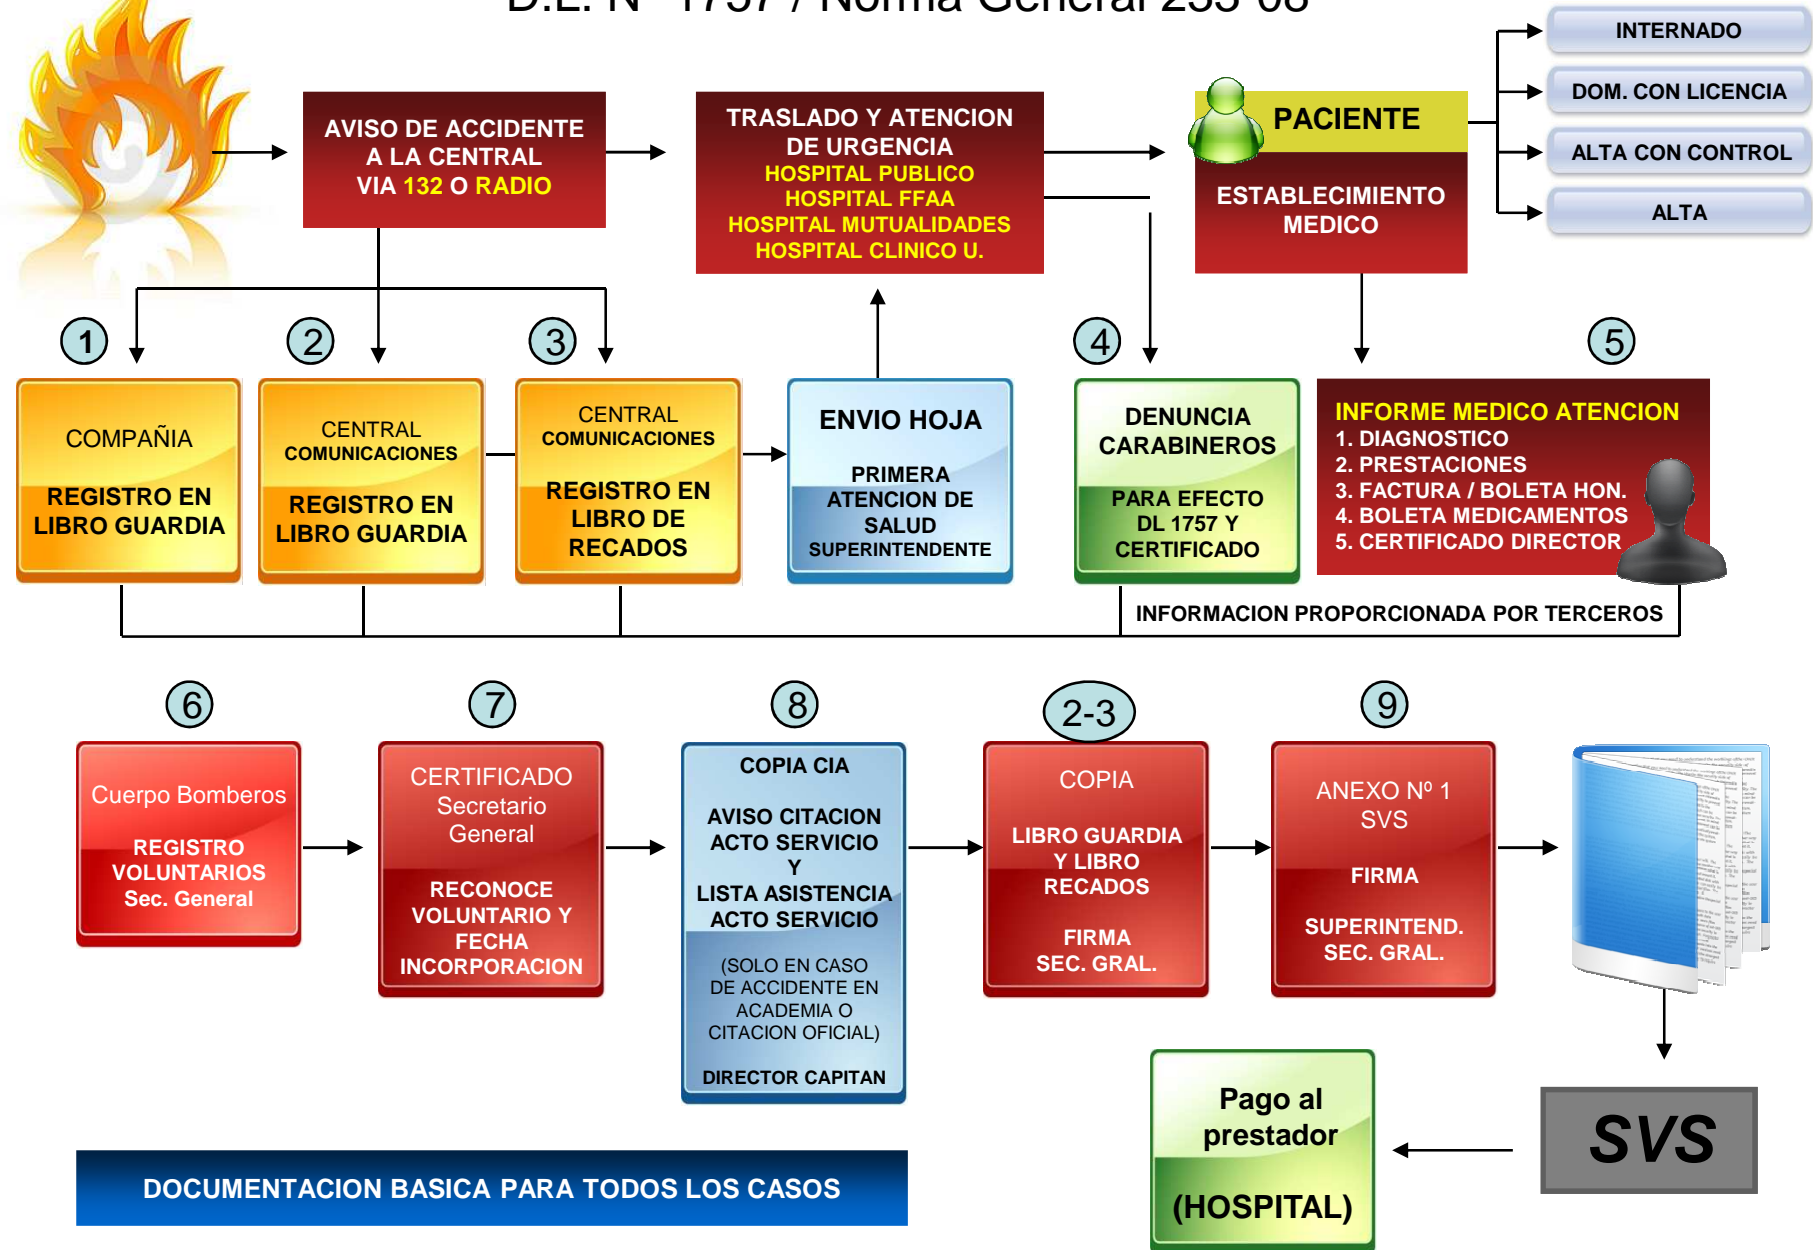 D.L. Nº 1757 / Norma General 233-08
INTERNADO
DOM. CON LICENCIA
ALTA CON CONTROL
ALTA
AVISO DE ACCIDENTE
A LA CENTRAL
VIA 132 O RADIO
TRASLADO Y ATENCION
DE URGENCIA
HOSPITAL PUBLICO
HOSPITAL FFAA
HOSPITAL MUTUALIDADES
HOSPITAL CLINICO U.
PACIENTE
ESTABLECIMIENTO
MEDICO
1
2
3
4
5
COMPAÑIA
REGISTRO EN
LIBRO GUARDIA
CENTRAL
COMUNICACIONES
REGISTRO EN
LIBRO GUARDIA
CENTRAL
COMUNICACIONES
REGISTRO EN
LIBRO DE
RECADOS
ENVIO HOJA
PRIMERA
ATENCION DE
SALUD
SUPERINTENDENTE
DENUNCIA
CARABINEROS
PARA EFECTO
DL 1757 Y
CERTIFICADO
INFORME MEDICO ATENCION
1. DIAGNOSTICO
2. PRESTACIONES
3. FACTURA / BOLETA HON.
4. BOLETA MEDICAMENTOS
5. CERTIFICADO DIRECTOR
INFORMACION PROPORCIONADA POR TERCEROS
6
7
8
2-3
9
Cuerpo Bomberos
REGISTRO
VOLUNTARIOS
Sec. General
CERTIFICADO
Secretario
General
RECONOCE
VOLUNTARIO Y
FECHA
INCORPORACION
COPIA CIA
AVISO CITACION
ACTO SERVICIO
Y
LISTA ASISTENCIA
ACTO SERVICIO
(SOLO EN CASO
DE ACCIDENTE EN
ACADEMIA O
CITACION OFICIAL)
DIRECTOR CAPITAN
COPIA
LIBRO GUARDIA
Y LIBRO
RECADOS
FIRMA
SEC. GRAL.
ANEXO Nº 1
SVS
FIRMA
SUPERINTEND.
SEC. GRAL.
SVS
Pago al
prestador
(HOSPITAL)
DOCUMENTACION BASICA PARA TODOS LOS CASOS